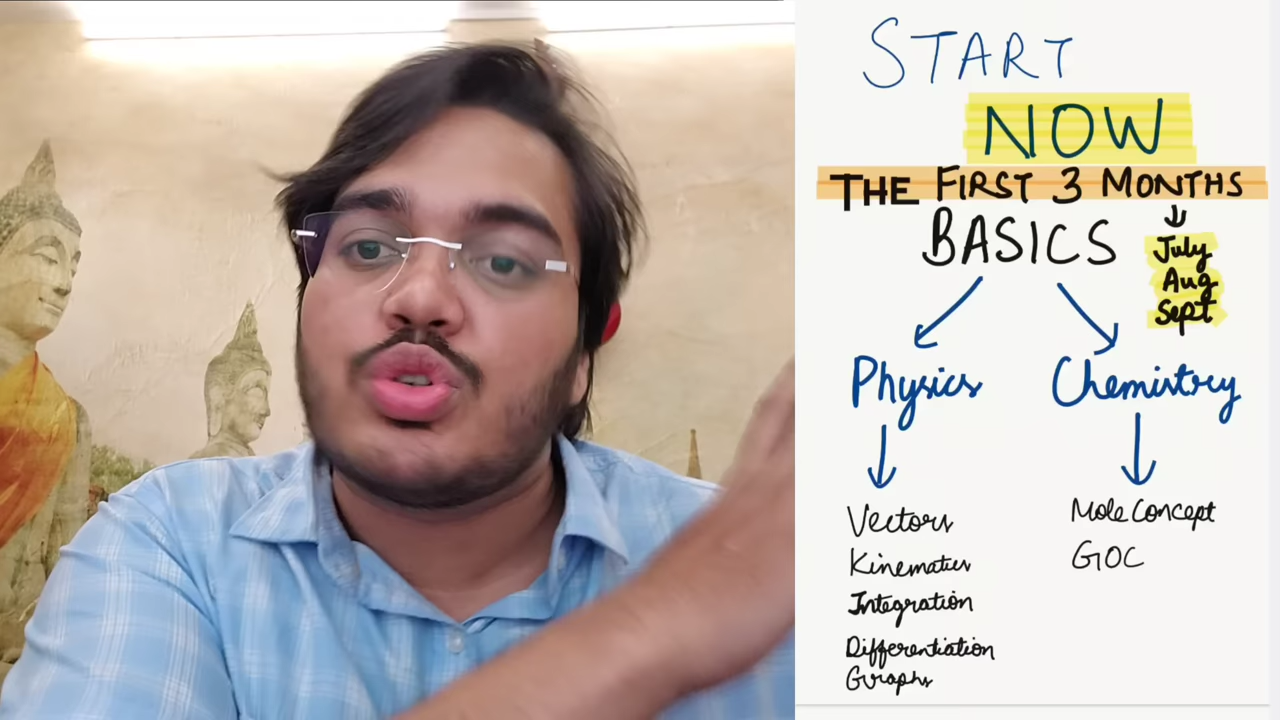 START
NOW
THE FIRST 3 MONTHS
BASICS
July
Aug
Sept
Physics
Chemistry
Vectors
Kinematics
Integration
Differentiation
Graphs
Mole Concept
GOC